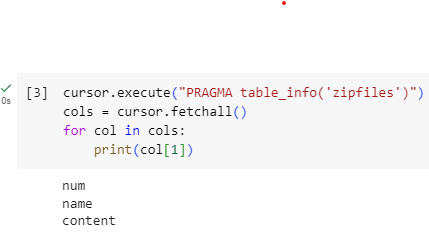 [3] cursor.execute("PRAGMA table_info('zipfiles')")
0s cols = cursor.fetchall()
for col in cols:
    print(col[1])
num
name
content